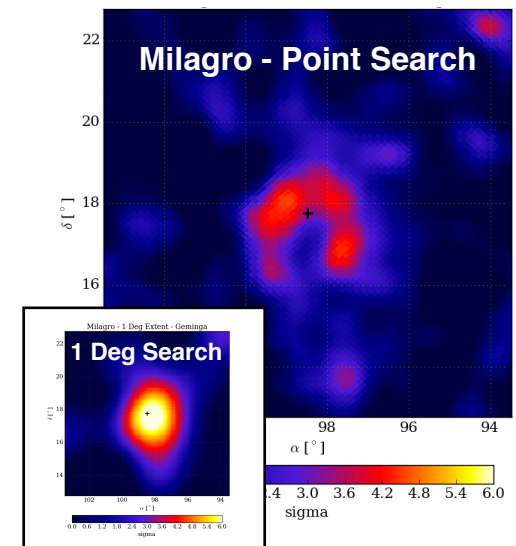 Milagro - Point Search
22
20
18
16
δ [°]
98 96 94
α [°]
.4 3.0 3.6 4.2 4.8 5.4 6.0
sigma
Milagro - 1 Deg Extent - Geminga
1 Deg Search
22
20
18
16
14
δ [°]
102 100 98 96 94
α [°]
0.0 0.6 1.2 1.8 2.4 3.0 3.6 4.2 4.8 5.4 6.0
sigma